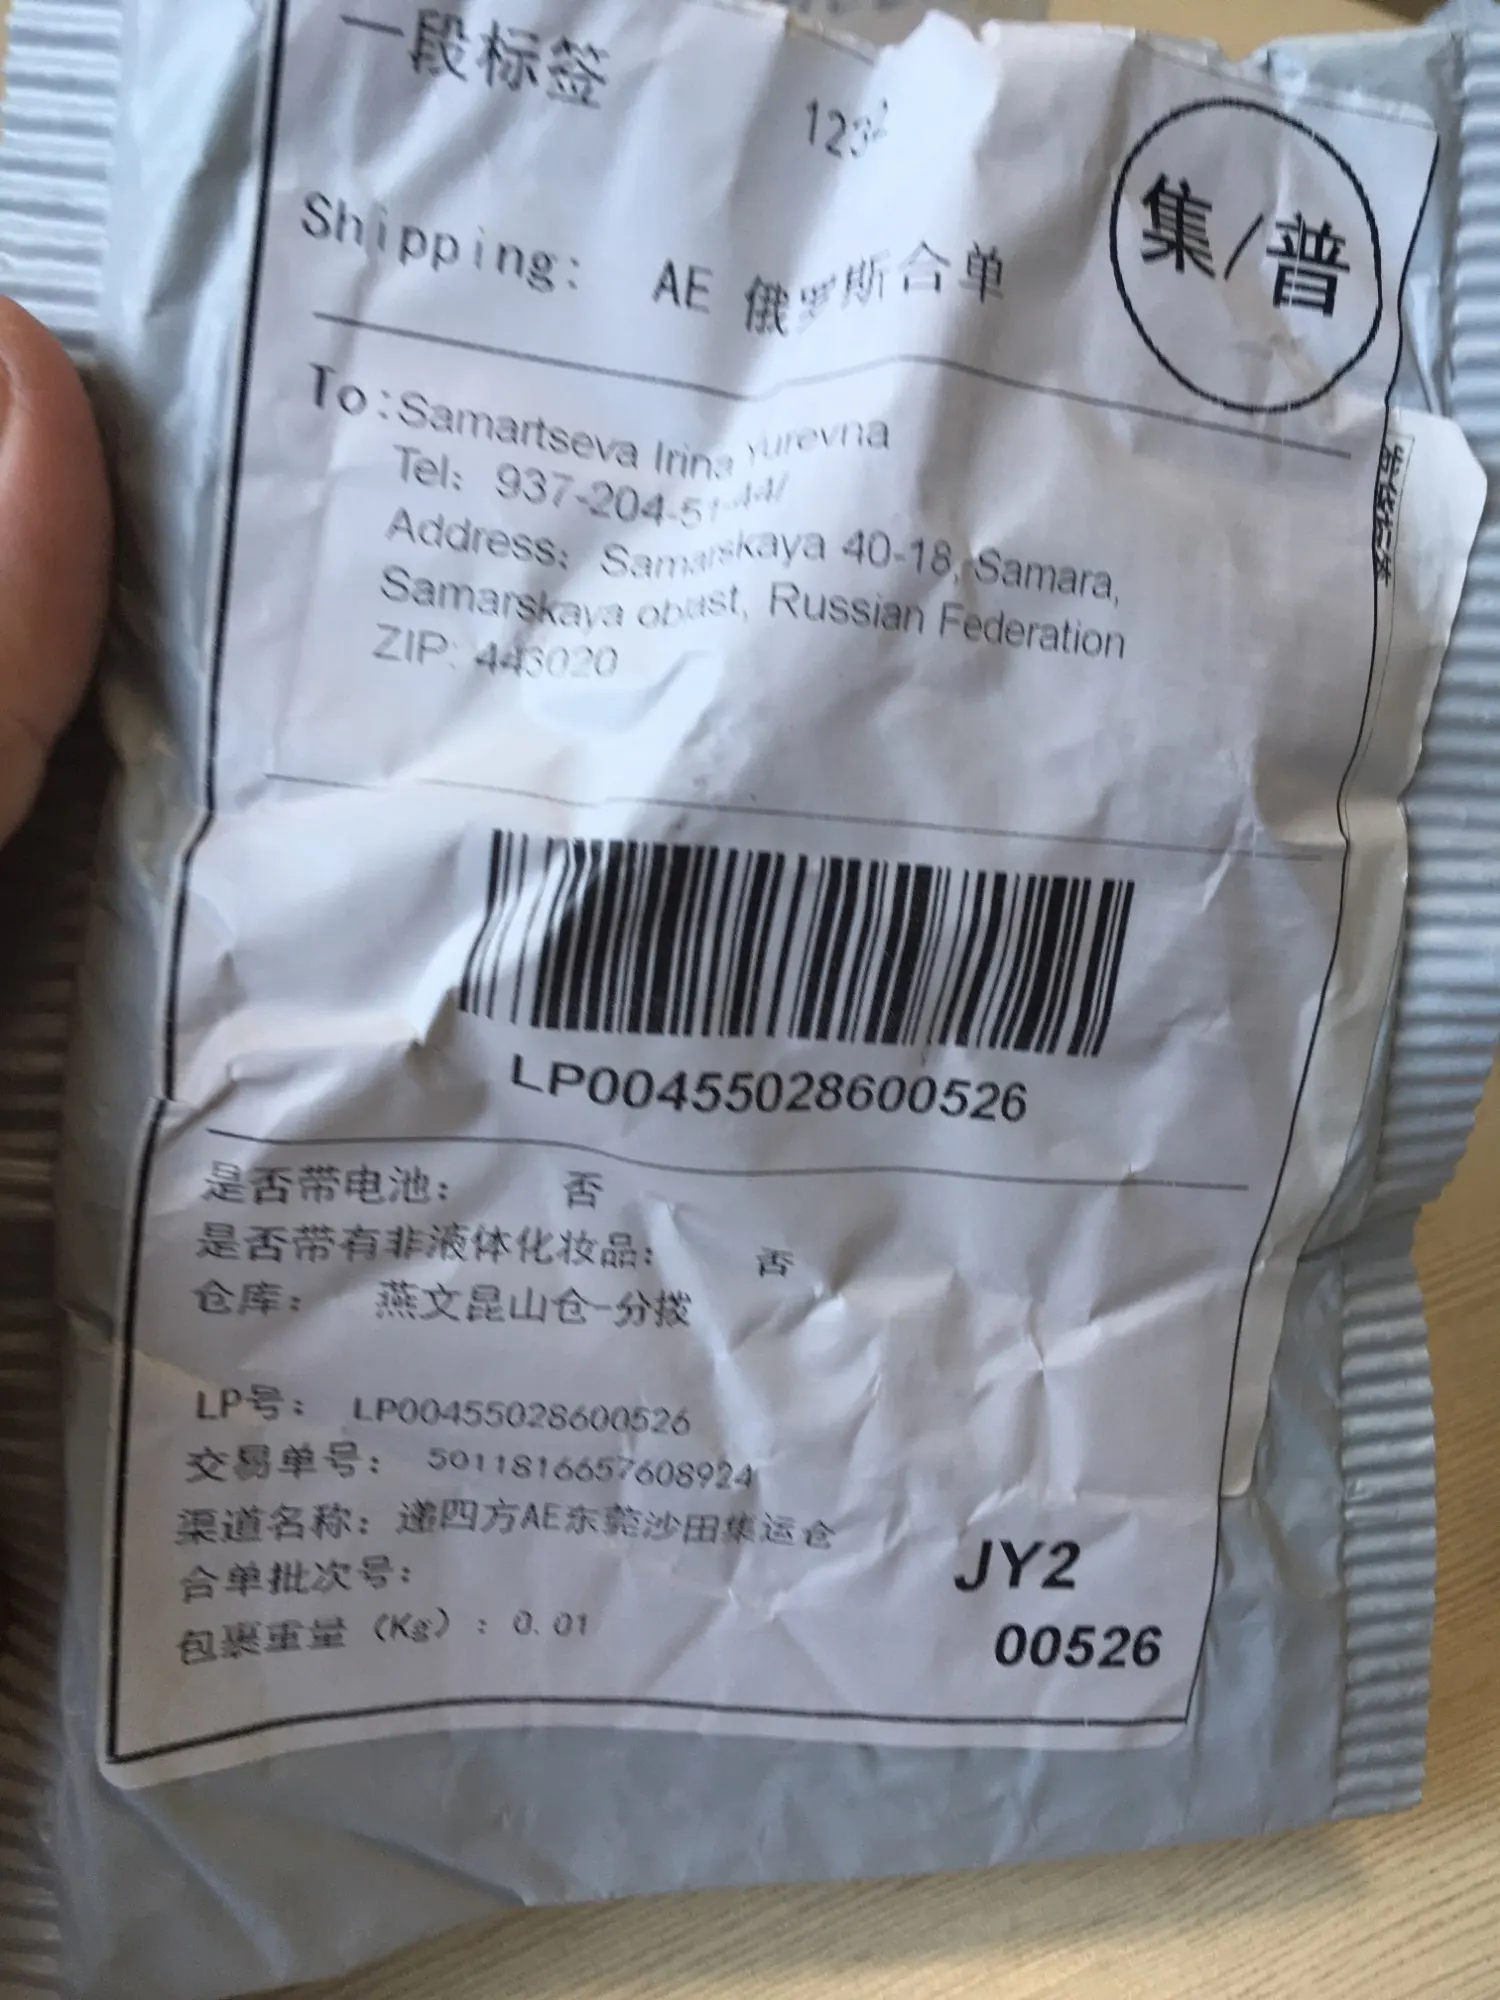 一段标签
123
集/普
Shipping: AE 俄罗斯合单
To:Samartseva Irina Yurevna
Tel: 937-204-51-44/
Address: Samarskaya 40-18, Samara,
Samarskaya oblast, Russian Federation
ZIP: 443020
LP00455028600526
是否带电池: 否
是否带有非液体化妆品: 否
仓库: 燕文昆山仓-分拨
LP号: LP00455028600526
交易单号: 5011816657608924
渠道名称: 递四方AE东莞沙田集运仓
合单批次号:
包裹重量 (Kg) : 0.01
JY2
00526